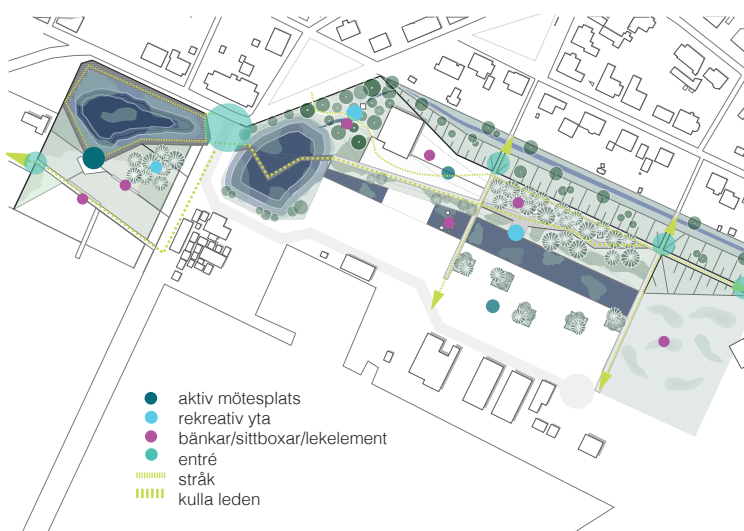 aktiv mötesplats
rekreativ yta
bänkar/sittboxar/lekelement
entré
stråk
kulla leden